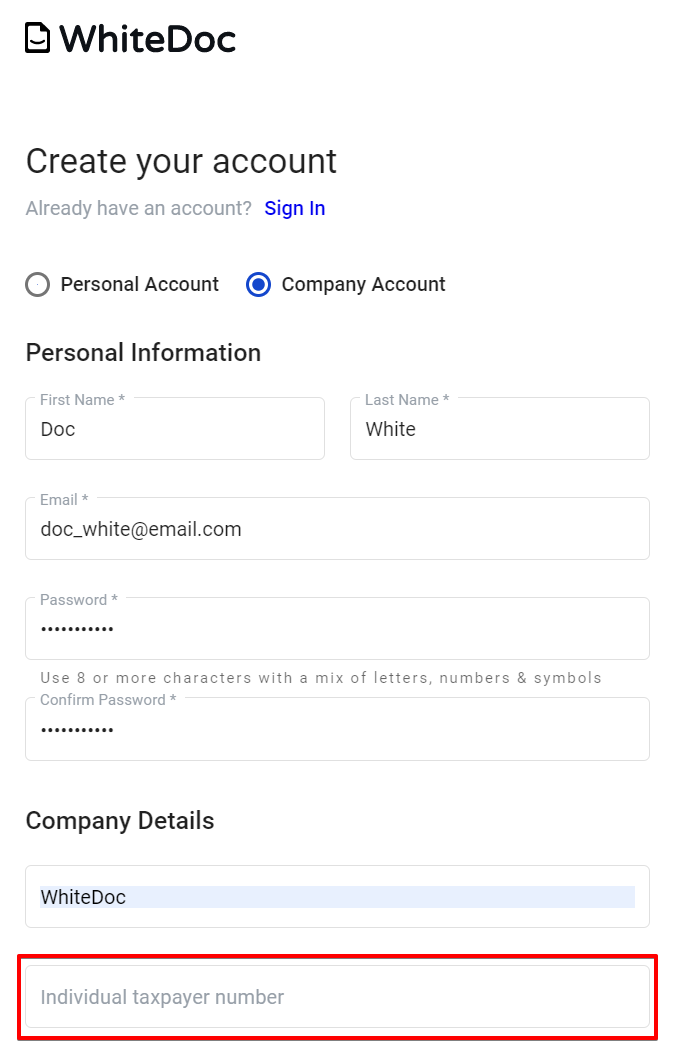 WhiteDoc
Create your account
Already have an account? Sign In
Personal Account Company Account
Personal Information
First Name * Last Name *
Doc White
Email *
doc_white@email.com
Password *
•••••••••••
Use 8 or more characters with a mix of letters, numbers & symbols
Confirm Password *
•••••••••••
Company Details
WhiteDoc
Individual taxpayer number